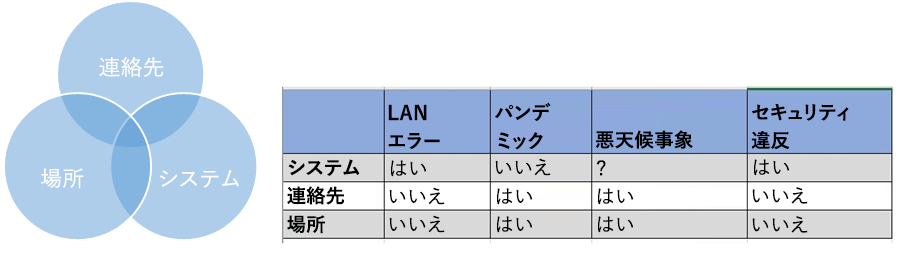 連絡先
場所
システム
LAN
エラー
パンデ
ミック
悪天候事象
セキュリティ
違反
システム はい いいえ ? はい
連絡先 いいえ はい はい いいえ
場所 いいえ はい はい いいえ